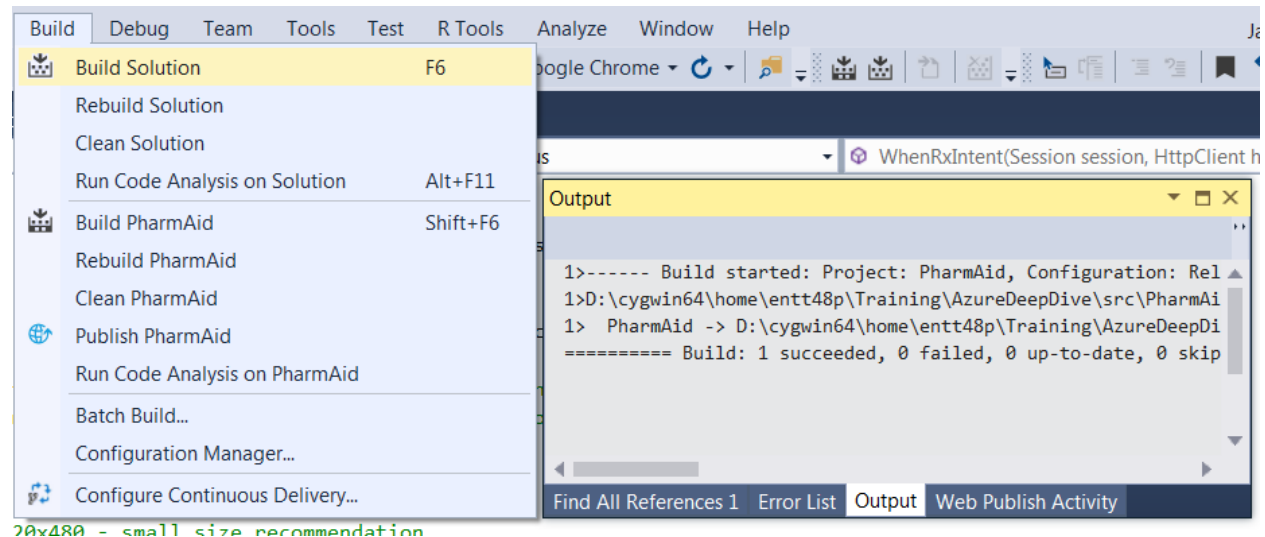 Build Debug Team Tools Test R Tools Analyze Window Help
Build Solution F6
Google Chrome
Rebuild Solution
Clean Solution
WhenRxIntent(Session session, HttpClient h
Run Code Analysis on Solution Alt+F11
Output
Build PharmAid Shift+F6
Rebuild PharmAid
Clean PharmAid
Publish PharmAid
Run Code Analysis on PharmAid
Batch Build...
Configuration Manager...
Configure Continuous Delivery...
1>------ Build started: Project: PharmAid, Configuration: Rel
1>D:\cygwin64\home\entt48p\Training\AzureDeepDive\src\PharmAi
1> PharmAid -> D:\cygwin64\home\entt48p\Training\AzureDeepDi
========== Build: 1 succeeded, 0 failed, 0 up-to-date, 0 skip
Find All References 1 Error List Output Web Publish Activity
20x480 - small size recommendation